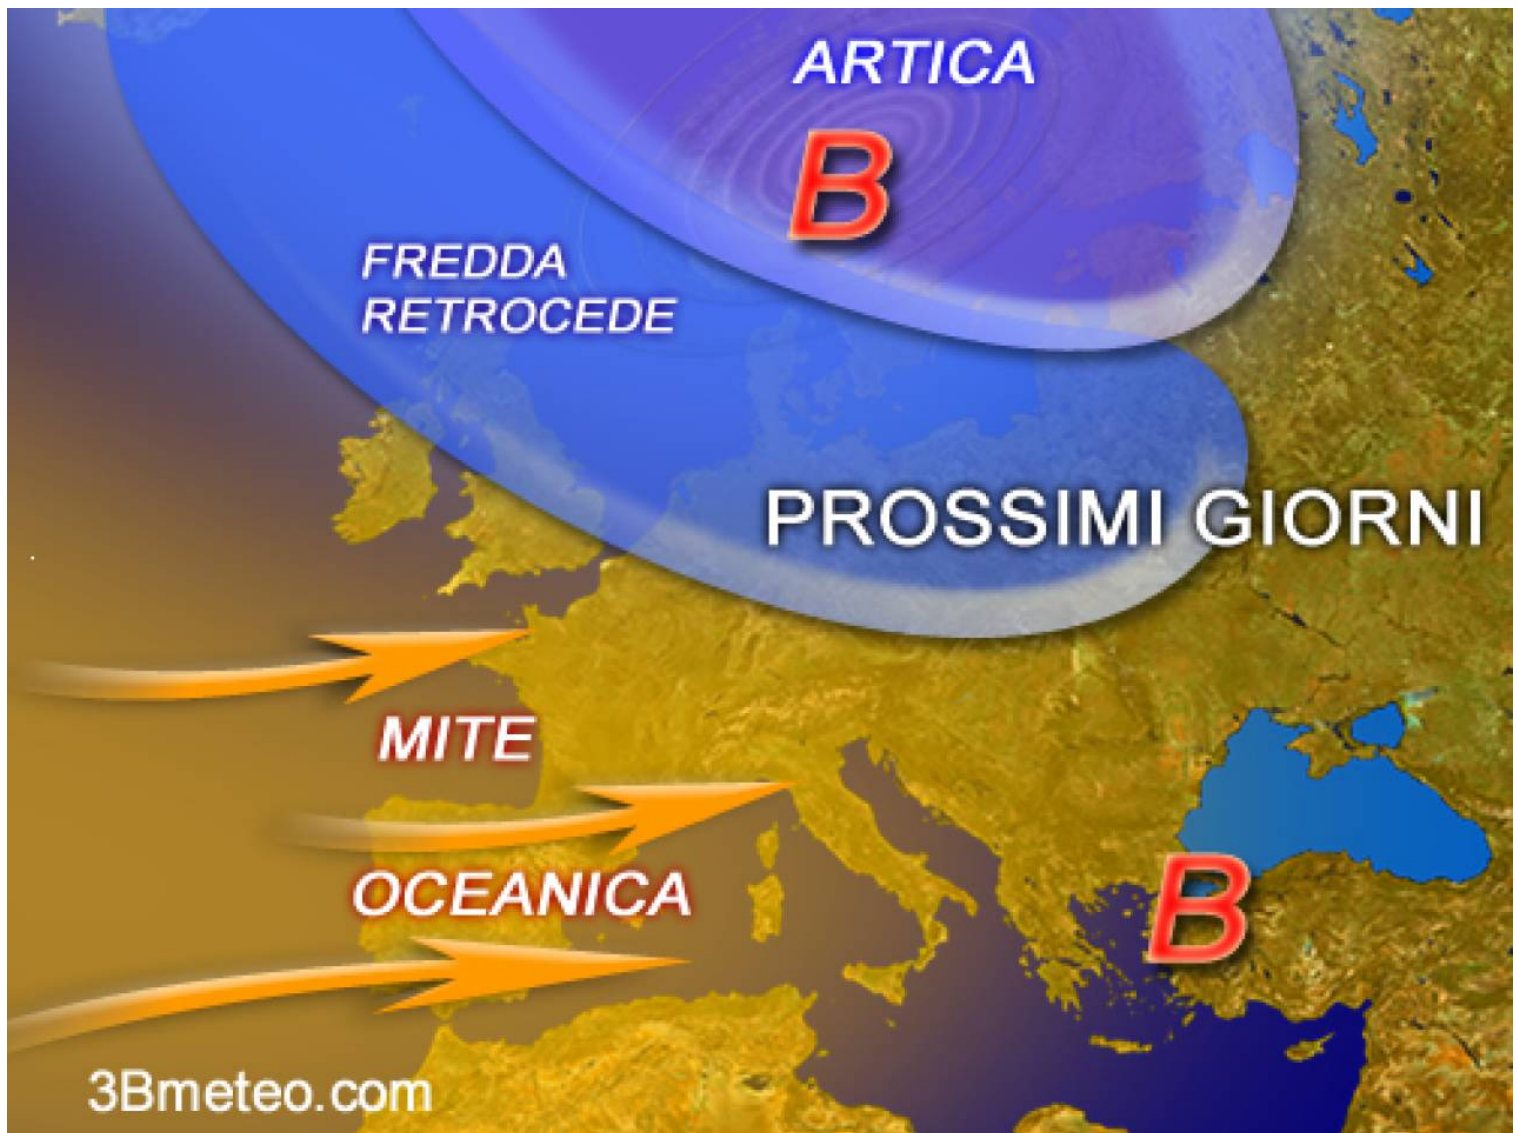 ARTICA
B
FREDDA
RETROCEDE
PROSSIMI GIORNI
MITE
OCEANICA
B
3Bmeteo.com